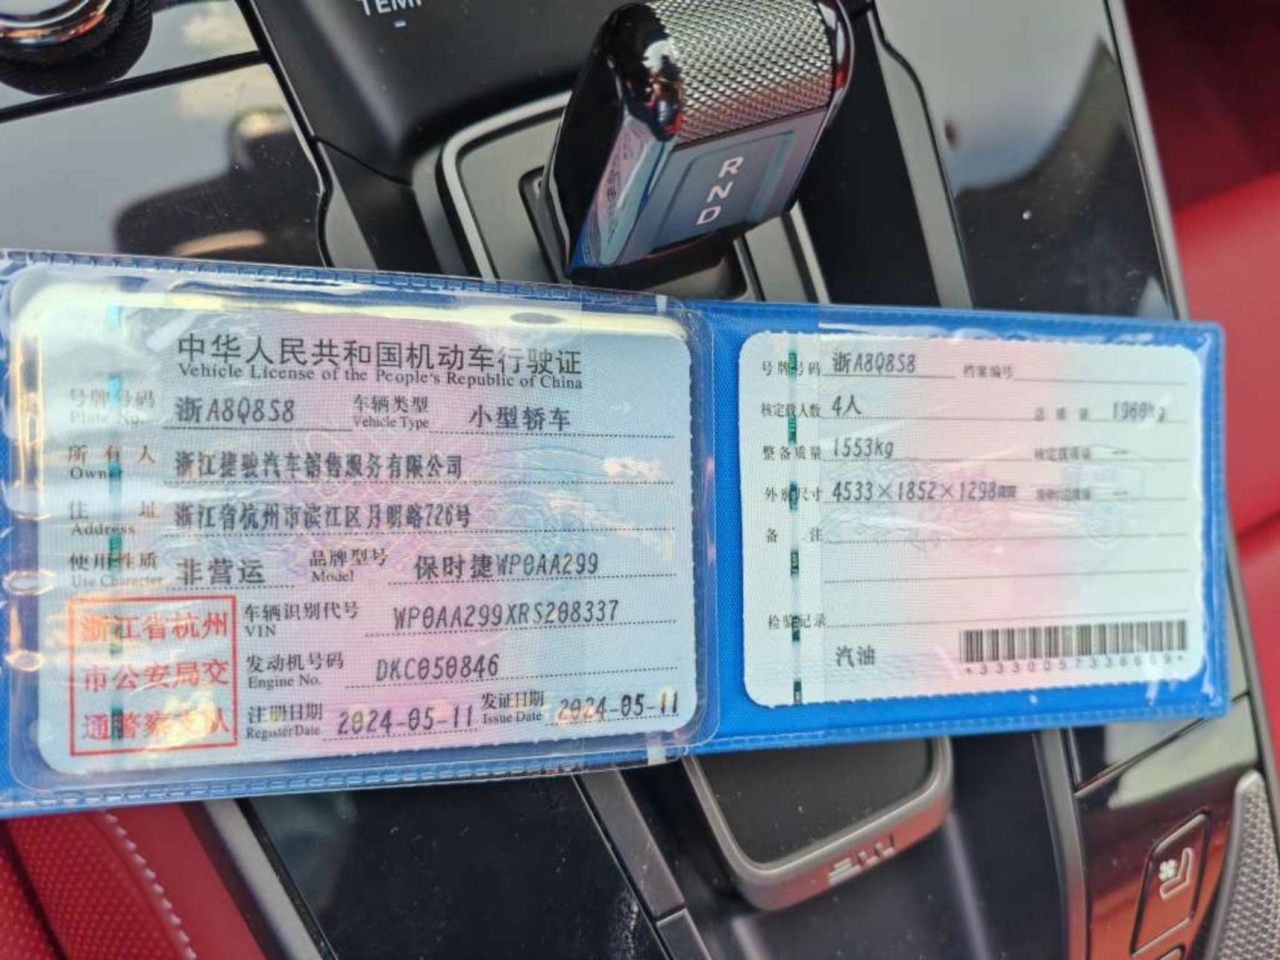 TEMP
R
N
D
中华人民共和国机动车行驶证
Vehicle License of the People's Republic of China
号牌号码 浙A8Q8S8 车辆类型 小型轿车
Plate No. Vehicle Type
所有人 浙江捷骏汽车销售服务有限公司
Owner
住址 浙江省杭州市滨江区月明路726号
Address
使用性质 非营运 品牌型号 保时捷WP0AA299
Use Character Model
浙江省杭州
市公安局交
通警察支队
车辆识别代号 WP0AA299XRS208337
VIN
发动机号码 DKC050846
Engine No.
注册日期 2024-05-11 发证日期 2024-05-11
Register Date Issue Date
号牌号码 浙A8Q8S8 档案编号
核定载人数 4人 总质量 1960kg
整备质量 1553kg 核定载质量 --
外廓尺寸 4533×1852×1298 --
备注
检验记录
汽油